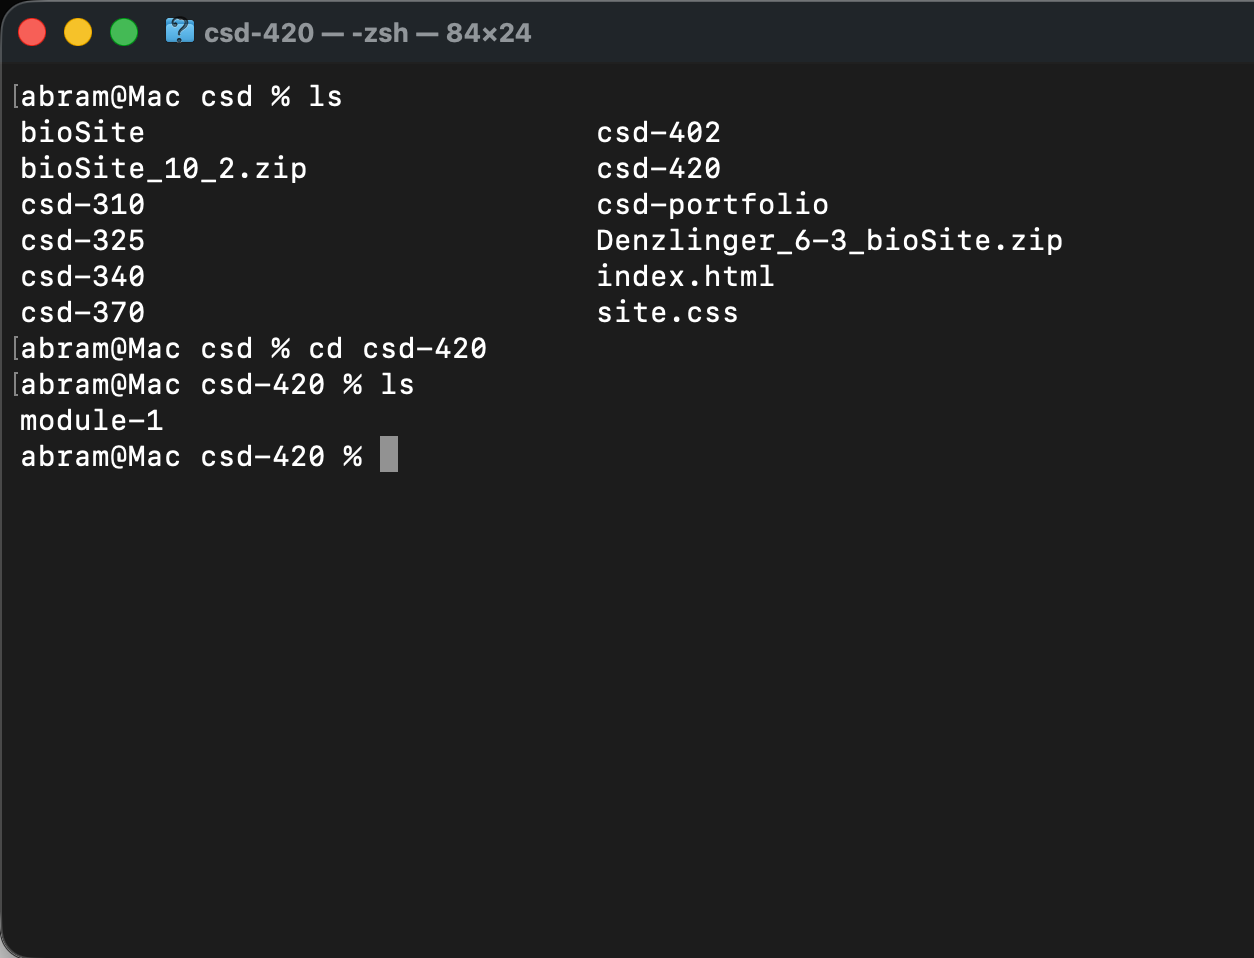 csd-420 — -zsh — 84×24
[abram@Mac csd % ls
bioSite                         csd-402
bioSite_10_2.zip                csd-420
csd-310                         csd-portfolio
csd-325                         Denzlinger_6-3_bioSite.zip
csd-340                         index.html
csd-370                         site.css
[abram@Mac csd % cd csd-420
[abram@Mac csd-420 % ls
module-1
abram@Mac csd-420 %